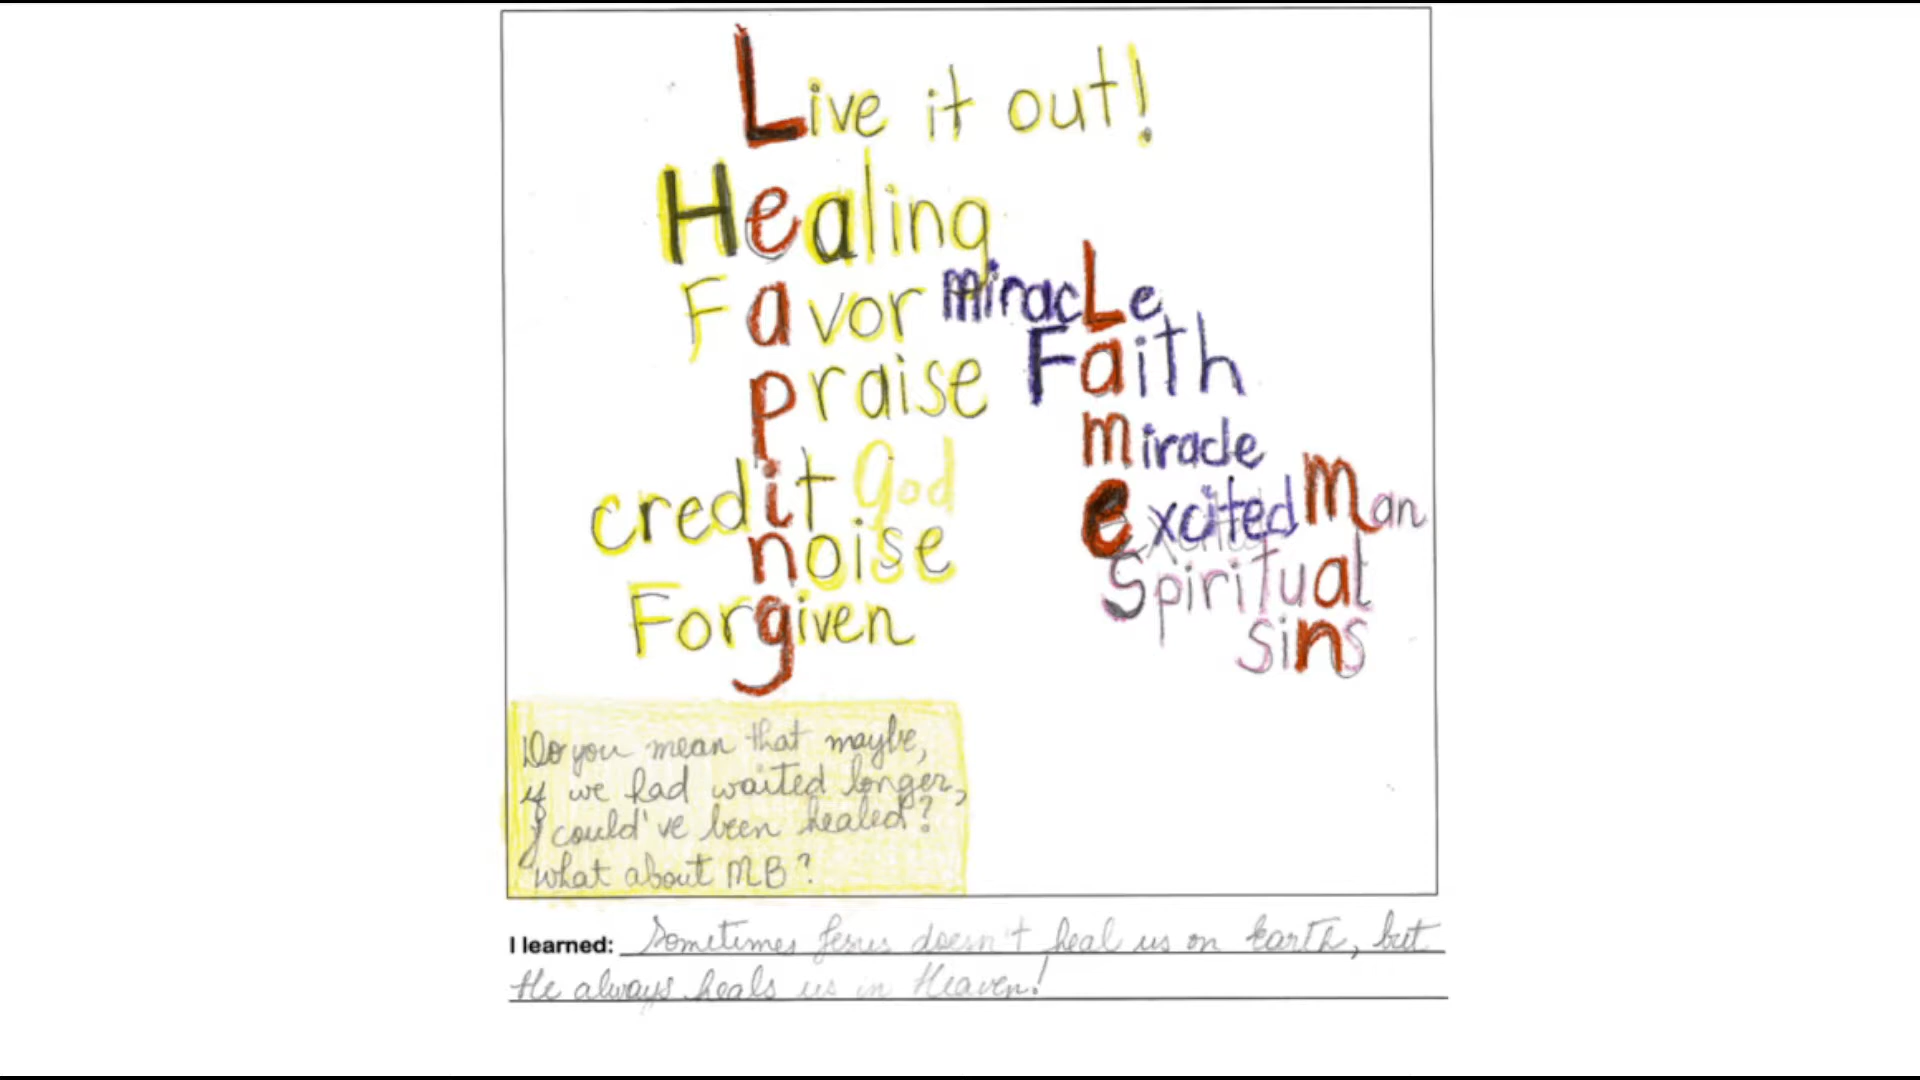 Live it out!
Healing
Favor miracLe
praise Faith
miracle
credit God excited Man
noise Spiritual
Forgiven sins
Do you mean that maybe,
if we had waited longer,
I could've been healed?
What about MB?
I learned: Sometimes Jesus doesn't heal us on Earth, but
He always heals us in Heaven!